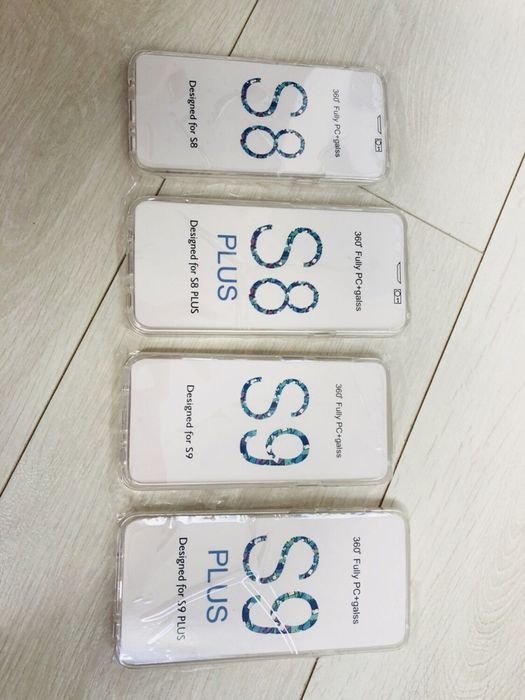 360° Fully PC+galss
S8
Designed for S8
360° Fully PC+galss
S8
PLUS
Designed for S8 PLUS
360° Fully PC+galss
S9
Designed for S9
360° Fully PC+galss
S9
PLUS
Designed for S9 PLUS